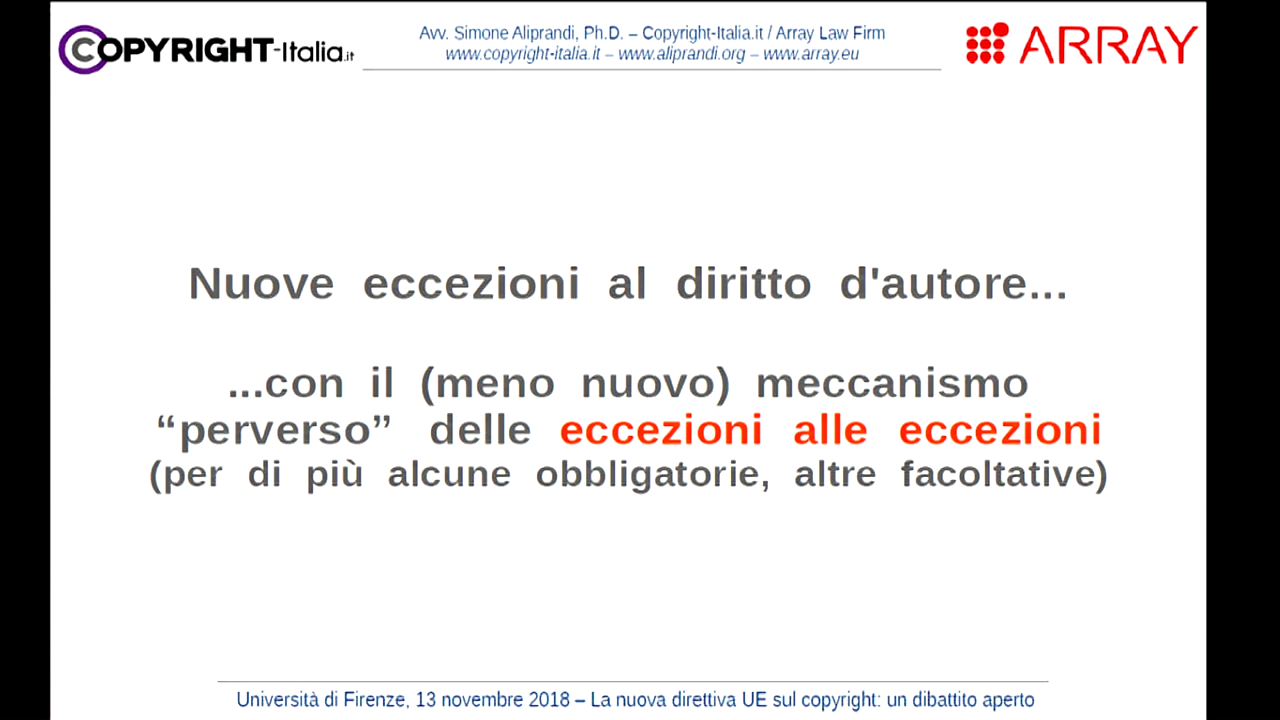 COPYRIGHT-Italia.it
Avv. Simone Aliprandi, Ph.D. – Copyright-Italia.it / Array Law Firm
www.copyright-italia.it – www.aliprandi.org – www.array.eu
ARRAY
Nuove eccezioni al diritto d'autore...
...con il (meno nuovo) meccanismo
“perverso” delle eccezioni alle eccezioni
(per di più alcune obbligatorie, altre facoltative)
Università di Firenze, 13 novembre 2018 – La nuova direttiva UE sul copyright: un dibattito aperto